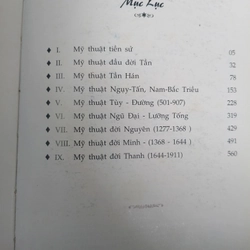 Mục Lục
I. Mỹ thuật tiền sử 05
II. Mỹ thuật đầu đời Tần 32
III. Mỹ thuật Tần Hán 78
IV. Mỹ thuật Ngụy-Tấn, Nam-Bắc Triều 153
V. Mỹ thuật Tùy - Đường (501-907) 228
VI. Mỹ thuật Ngũ Đại - Lưỡng Tống 319
VII. Mỹ thuật đời Nguyên (1277-1368) 429
VIII. Mỹ thuật đời Minh - (1368 - 1644) 491
IX. Mỹ thuật đời Thanh (1644-1911) 560